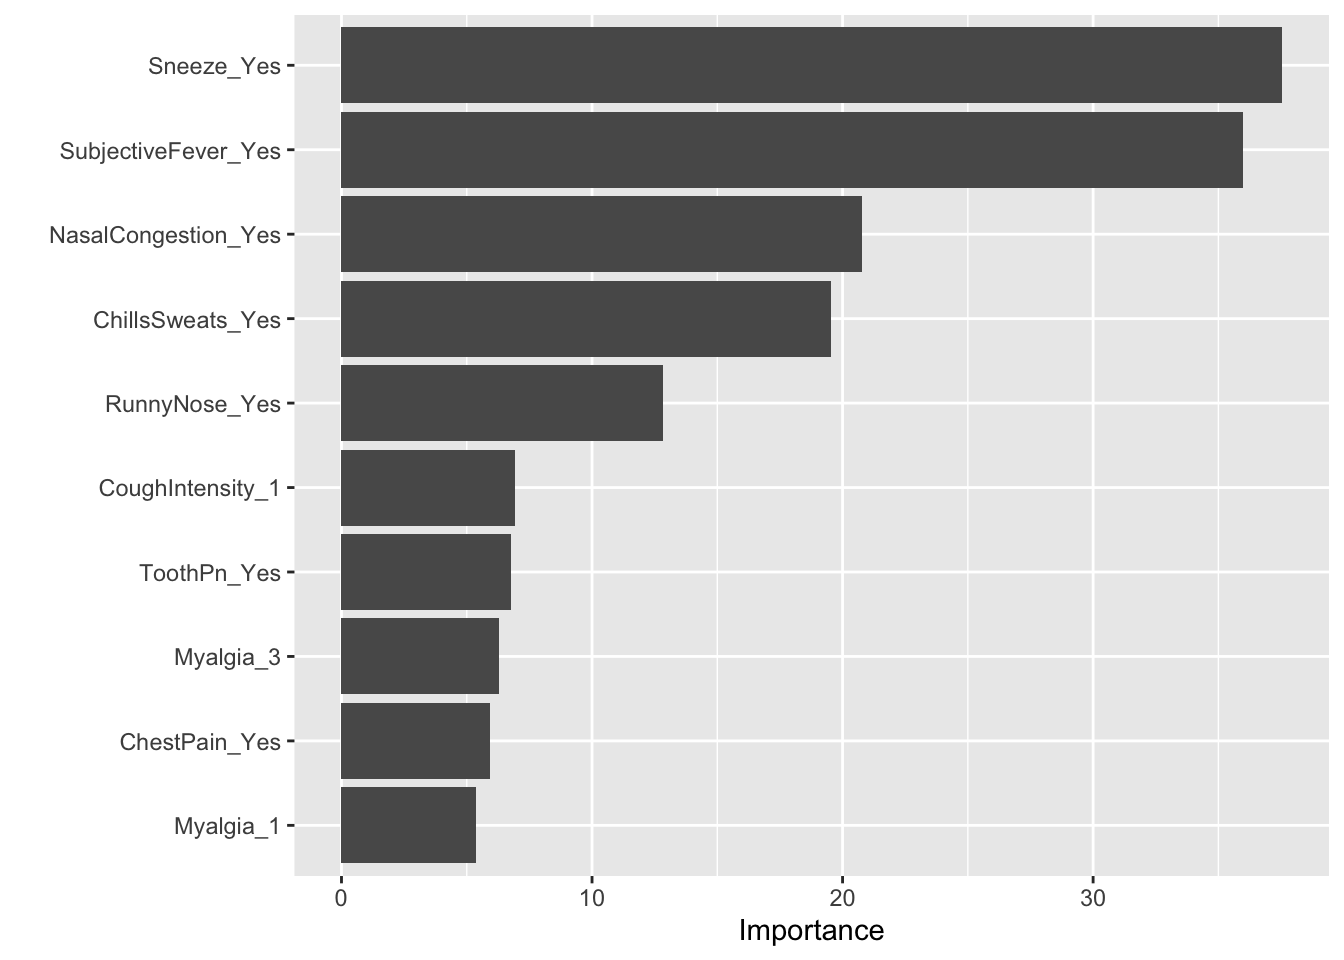 Sneeze_Yes
SubjectiveFever_Yes
NasalCongestion_Yes
ChillsSweats_Yes
RunnyNose_Yes
CoughIntensity_1
ToothPn_Yes
Myalgia_3
ChestPain_Yes
Myalgia_1
0 10 20 30
Importance